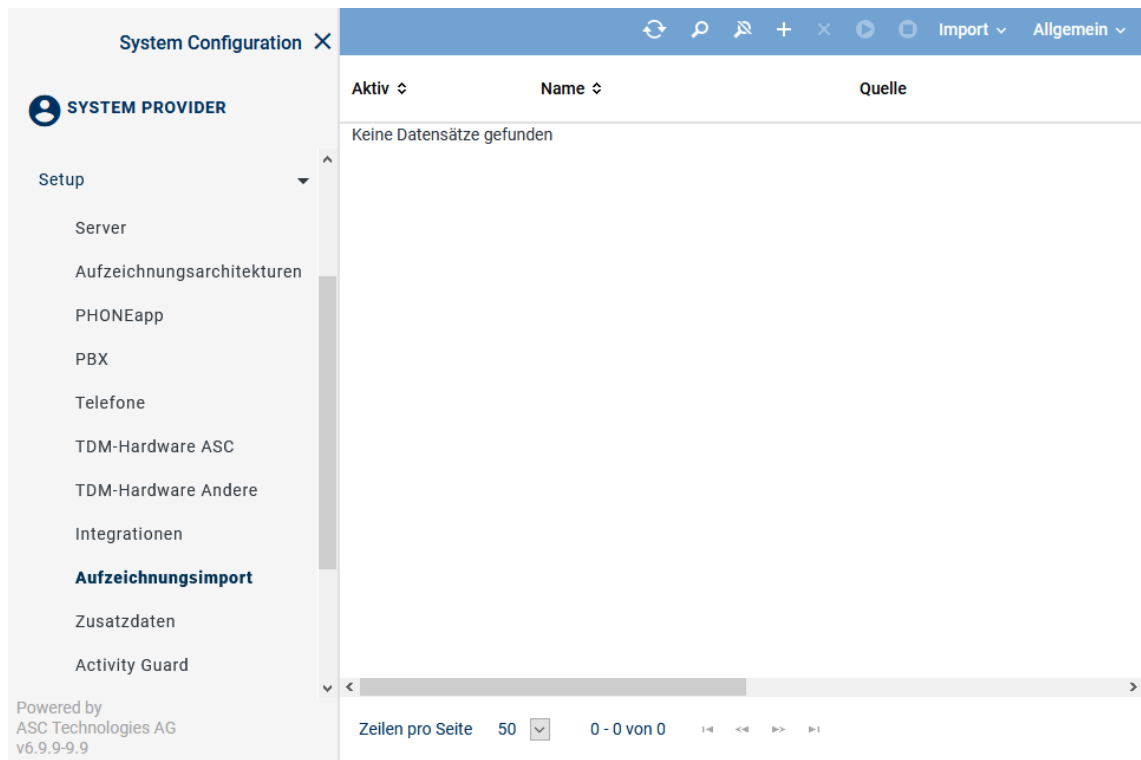 System Configuration
SYSTEM PROVIDER
Setup
Server
Aufzeichnungsarchitekturen
PHONEapp
PBX
Telefone
TDM-Hardware ASC
TDM-Hardware Andere
Integrationen
Aufzeichnungsimport
Zusatzdaten
Activity Guard
Powered by
ASC Technologies AG
v6.9.9-9.9
Import Allgemein
Aktiv Name Quelle
Keine Datensätze gefunden
Zeilen pro Seite 50 0 - 0 von 0